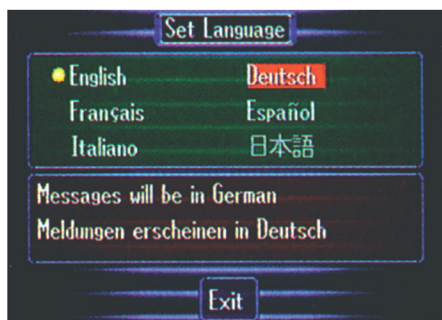 Set Language
English Deutsch
Français Español
Italiano 日本語
Messages will be in German
Meldungen erscheinen in Deutsch
Exit